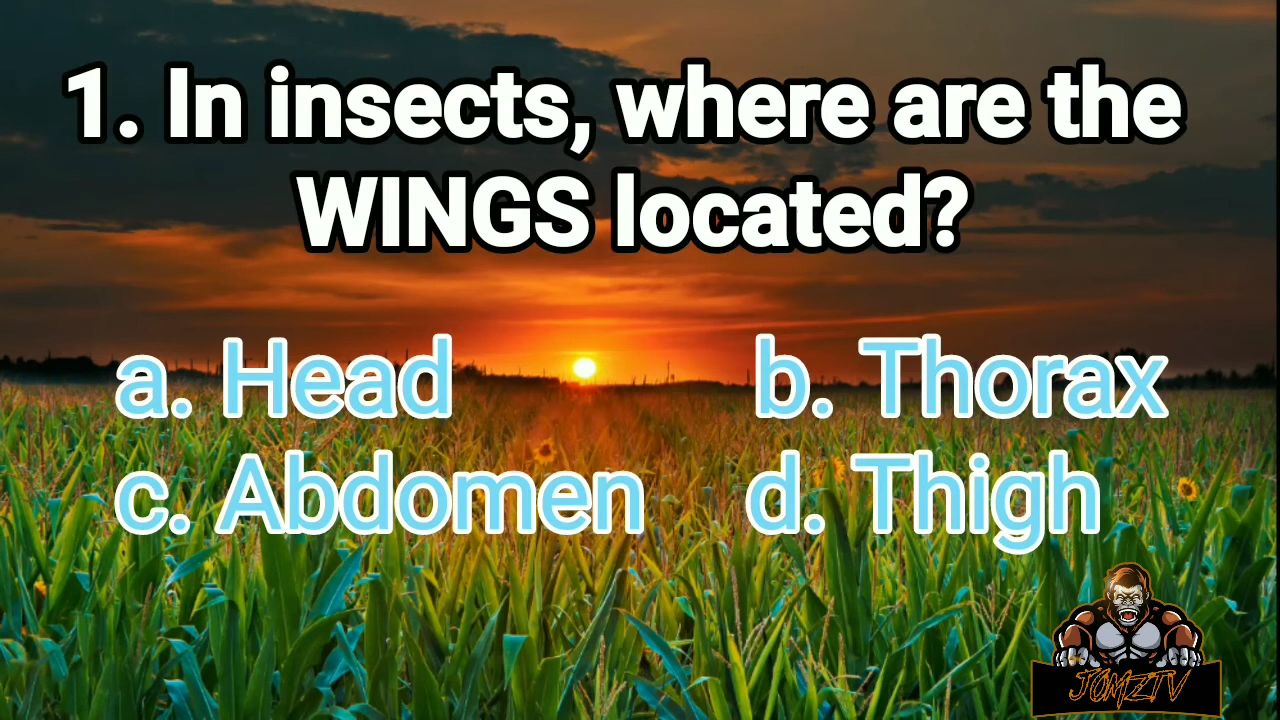 1. In insects, where are the
WINGS located?
a. Head b. Thorax
c. Abdomen d. Thigh
JOMZTV